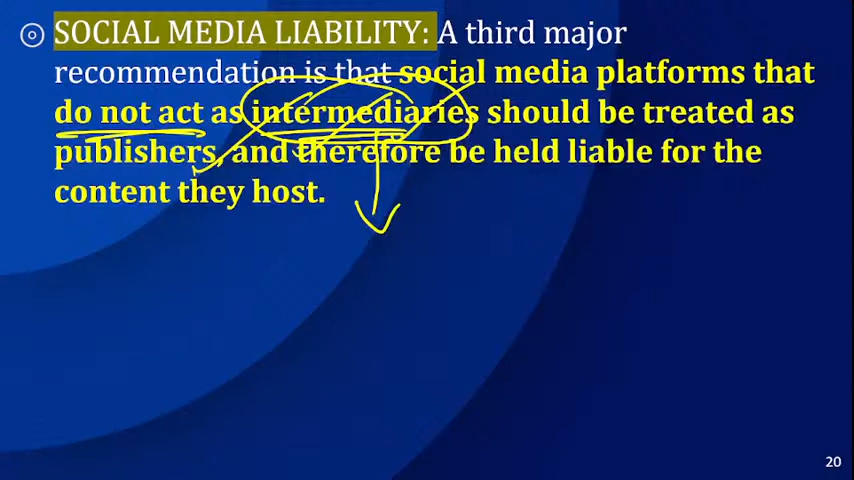 SOCIAL MEDIA LIABILITY: A third major
recommendation is that social media platforms that
do not act as intermediaries should be treated as
publishers, and therefore be held liable for the
content they host.
20